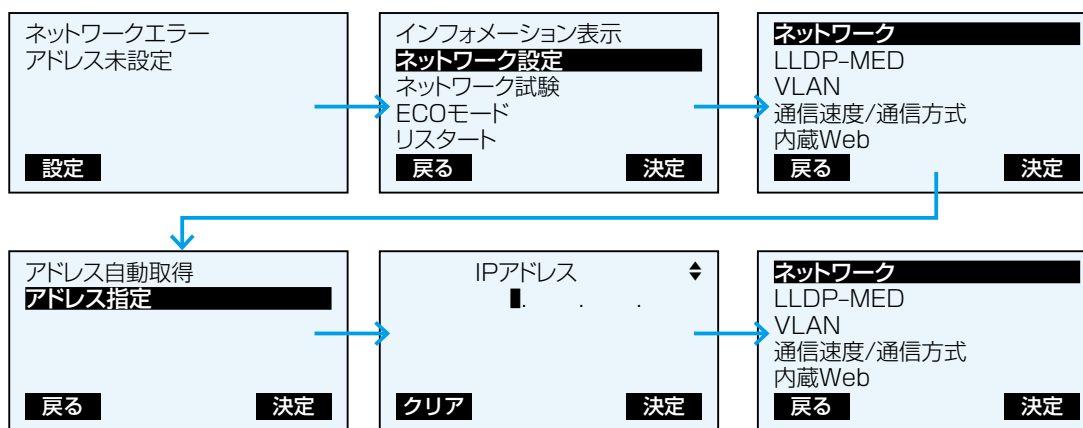 ネットワークエラー
アドレス未設定
設定
インフォメーション表示
ネットワーク設定
ネットワーク試験
ECOモード
リスタート
戻る 決定
ネットワーク
LLDP-MED
VLAN
通信速度/通信方式
内蔵Web
戻る 決定
アドレス自動取得
アドレス指定
戻る 決定
IPアドレス
. . .
クリア 決定
ネットワーク
LLDP-MED
VLAN
通信速度/通信方式
内蔵Web
戻る 決定